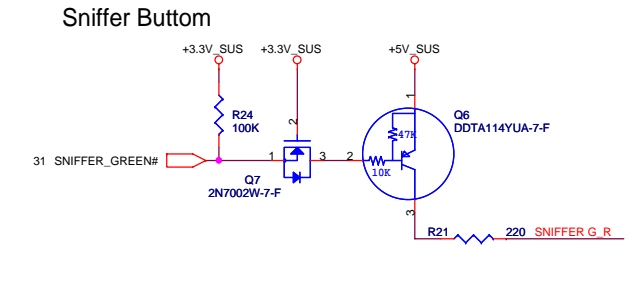 Sniffer Buttom
+3.3V_SUS +3.3V_SUS +5V_SUS
R24
100K
2
1
Q6
DDTA114YUA-7-F
47K
10K
31 SNIFFER_GREEN#
1 3 2
Q7
2N7002W-7-F
3
R21 220 SNIFFER G_R